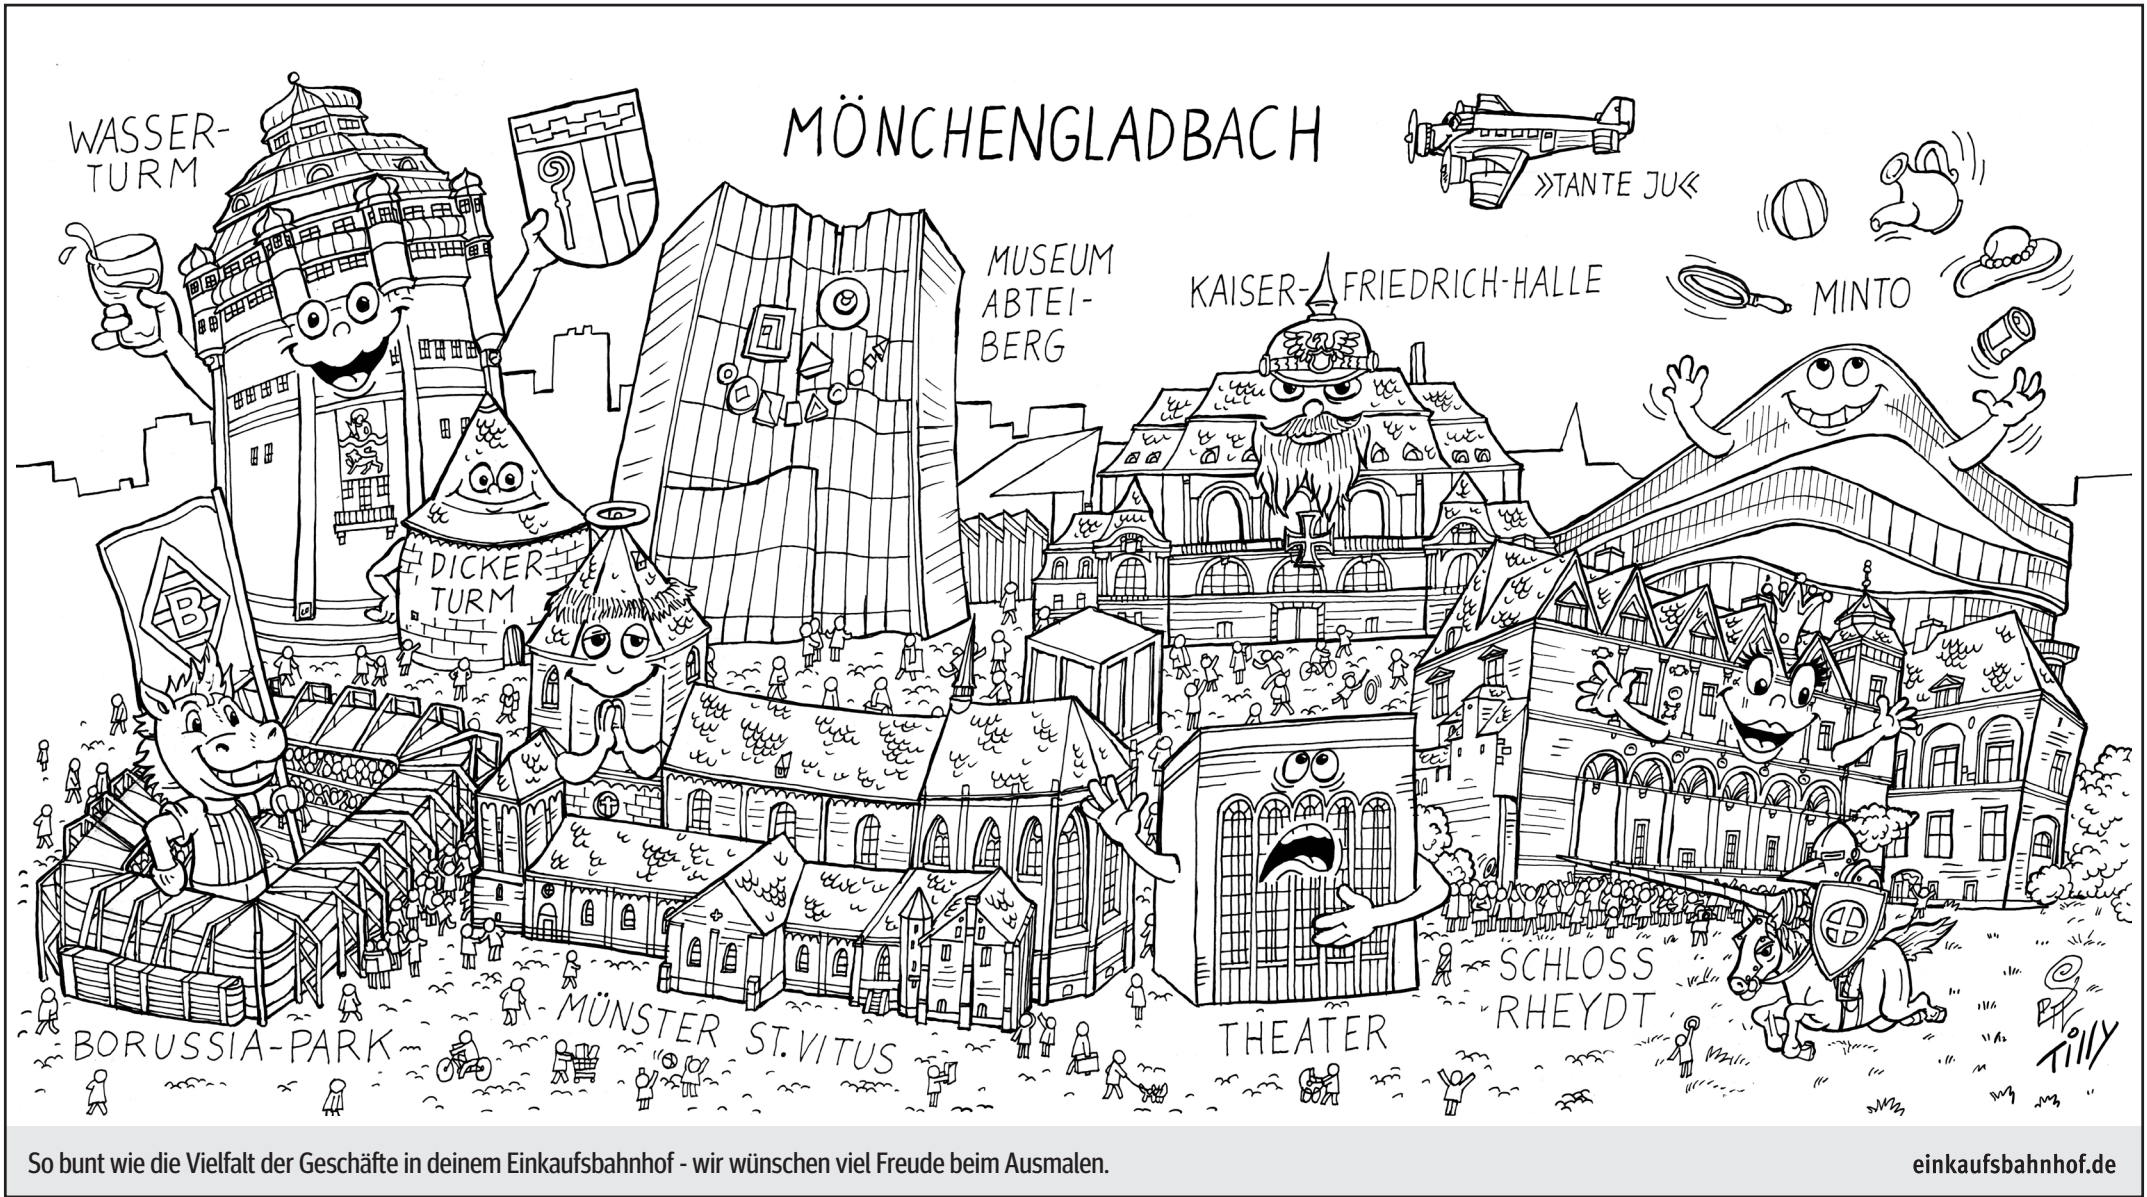 MÖNCHENGLADBACH
WASSER-
TURM
»TANTE JU«
MUSEUM
ABTEI-
BERG
KAISER-FRIEDRICH-HALLE
MINTO
DICKER
TURM
B
BORUSSIA-PARK
MÜNSTER ST. VITUS
THEATER
SCHLOSS
RHEYDT
TILLY
So bunt wie die Vielfalt der Geschäfte in deinem Einkaufsbahnhof - wir wünschen viel Freude beim Ausmalen.
einkaufsbahnhof.de